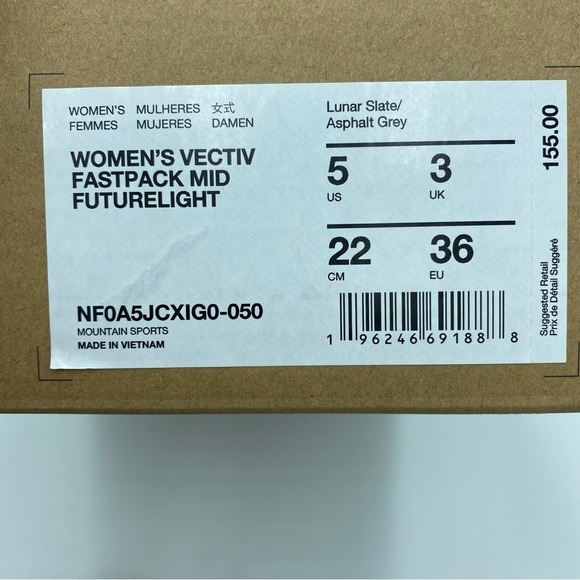 WOMEN'S MULHERES 女式
FEMMES MUJERES DAMEN
WOMEN'S VECTIV
FASTPACK MID
FUTURELIGHT
NF0A5JCXIG0-050
MOUNTAIN SPORTS
MADE IN VIETNAM
Lunar Slate/
Asphalt Grey
5 3
US UK
22 36
CM EU
1 96246 69188 8
155.00
Suggested Retail
Prix de Détail Suggéré